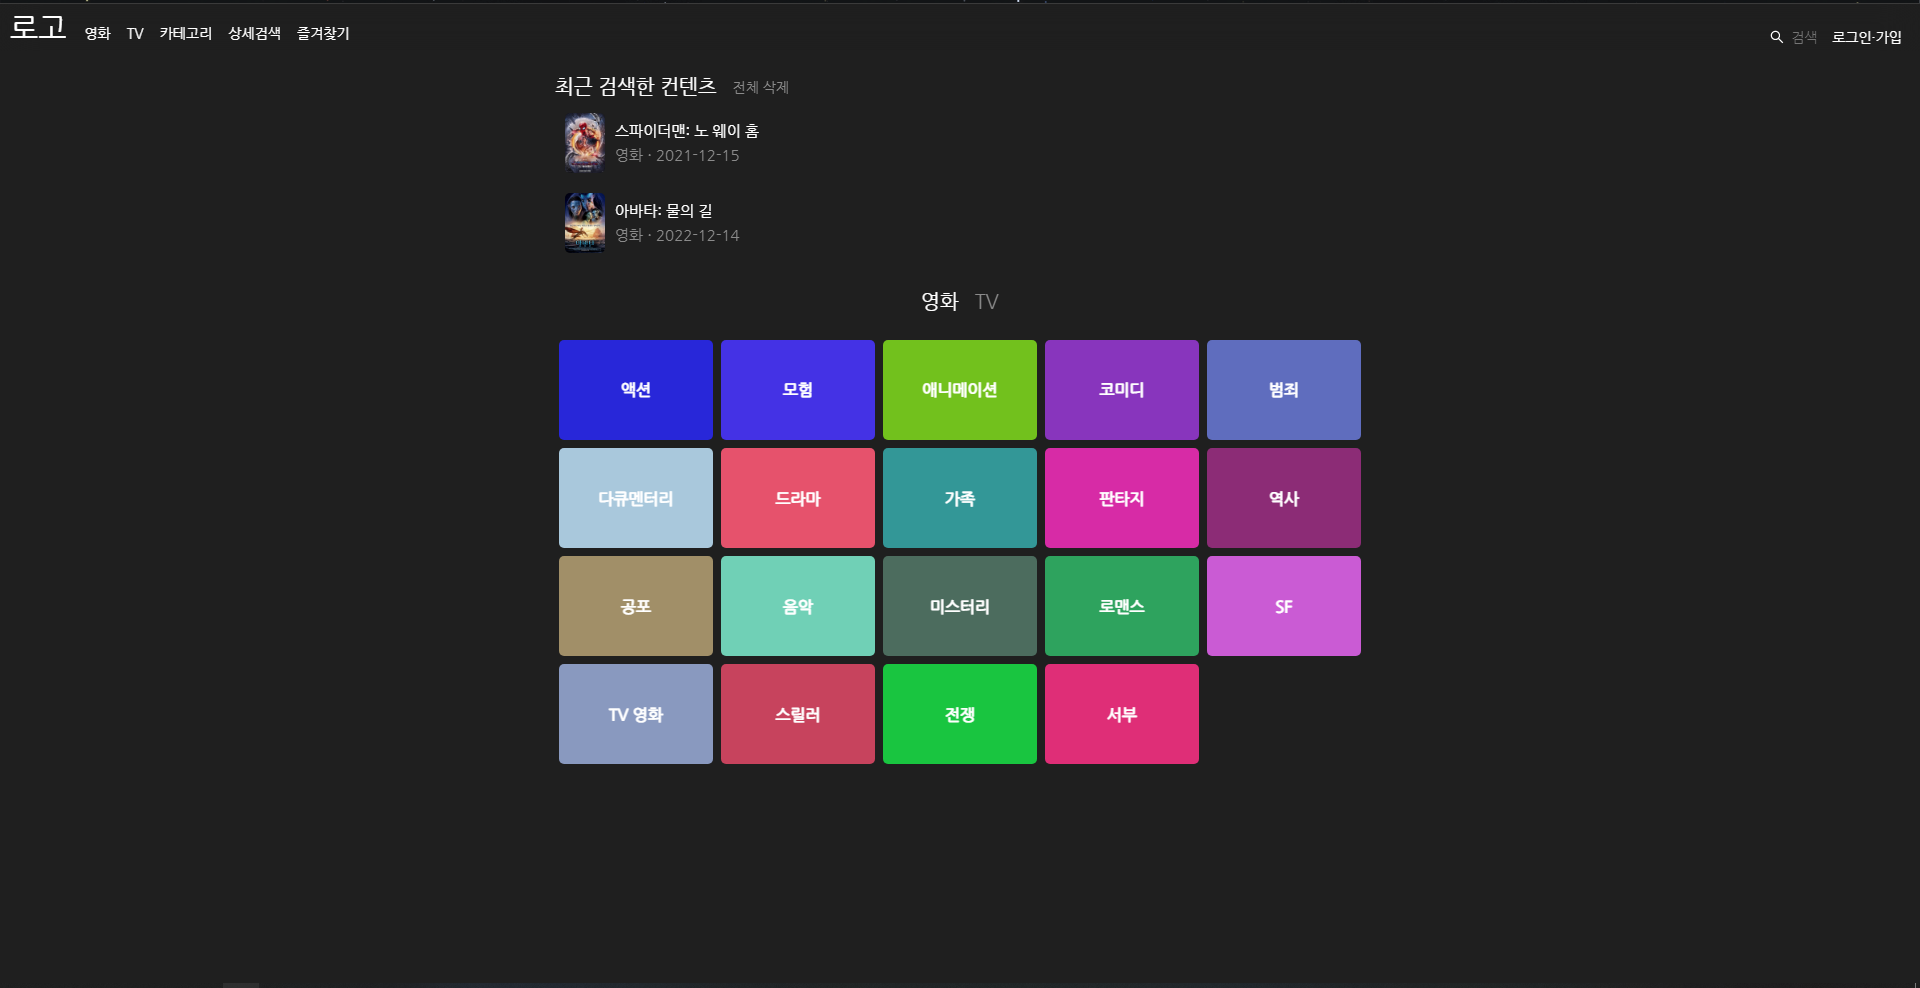 로고 영화 TV 카테고리 상세검색 즐겨찾기 검색 로그인·가입
최근 검색한 컨텐츠 전체 삭제
스파이더맨: 노 웨이 홈
영화 · 2021-12-15
아바타: 물의 길
영화 · 2022-12-14
영화 TV
액션 모험 애니메이션 코미디 범죄
다큐멘터리 드라마 가족 판타지 역사
공포 음악 미스터리 로맨스 SF
TV 영화 스릴러 전쟁 서부